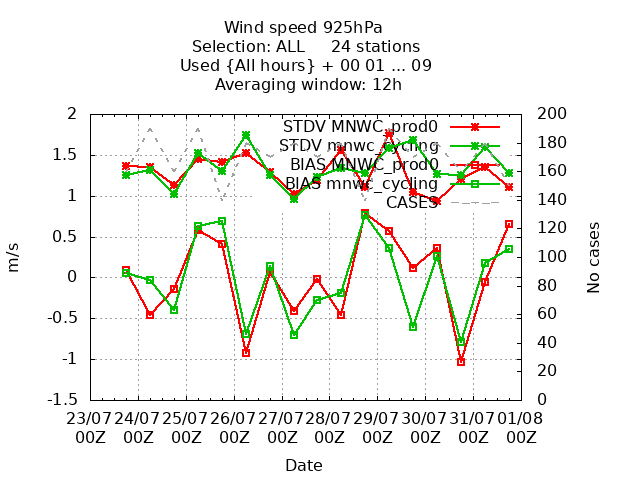 Wind speed 925hPa
Selection: ALL     24 stations
Used {All hours} + 00 01 ... 09
Averaging window: 12h
STDV MNWC_prod0
STDV mnwc_cycling
BIAS MNWC_prod0
BIAS mnwc_cycling
CASES
2
1.5
1
0.5
0
-0.5
-1
-1.5
m/s
200
180
160
140
120
100
80
60
40
20
0
No cases
23/07 24/07 25/07 26/07 27/07 28/07 29/07 30/07 31/07 01/08
00Z 00Z 00Z 00Z 00Z 00Z 00Z 00Z 00Z 00Z
Date